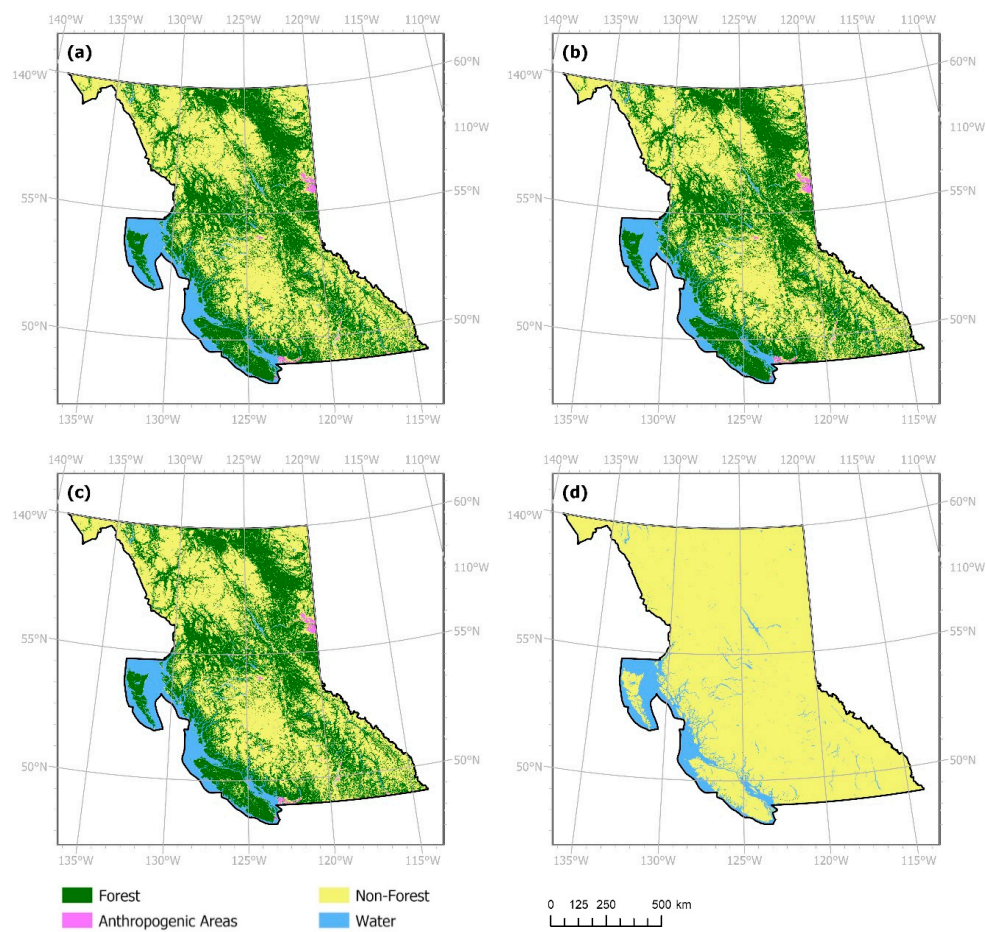 140°W 135°W 130°W 125°W 120°W 115°W 110°W
(a)
60°N
140°W
110°W
55°N
55°N
50°N
50°N
135°W 130°W 125°W 120°W 115°W
140°W 135°W 130°W 125°W 120°W 115°W 110°W
(b)
60°N
140°W
110°W
55°N
55°N
50°N
50°N
135°W 130°W 125°W 120°W 115°W
140°W 135°W 130°W 125°W 120°W 115°W 110°W
(c)
60°N
140°W
110°W
55°N
55°N
50°N
50°N
135°W 130°W 125°W 120°W 115°W
140°W 135°W 130°W 125°W 120°W 115°W 110°W
(d)
60°N
140°W
110°W
55°N
55°N
50°N
50°N
135°W 130°W 125°W 120°W 115°W
Forest
Non-Forest
Anthropogenic Areas
Water
0 125 250 500 km